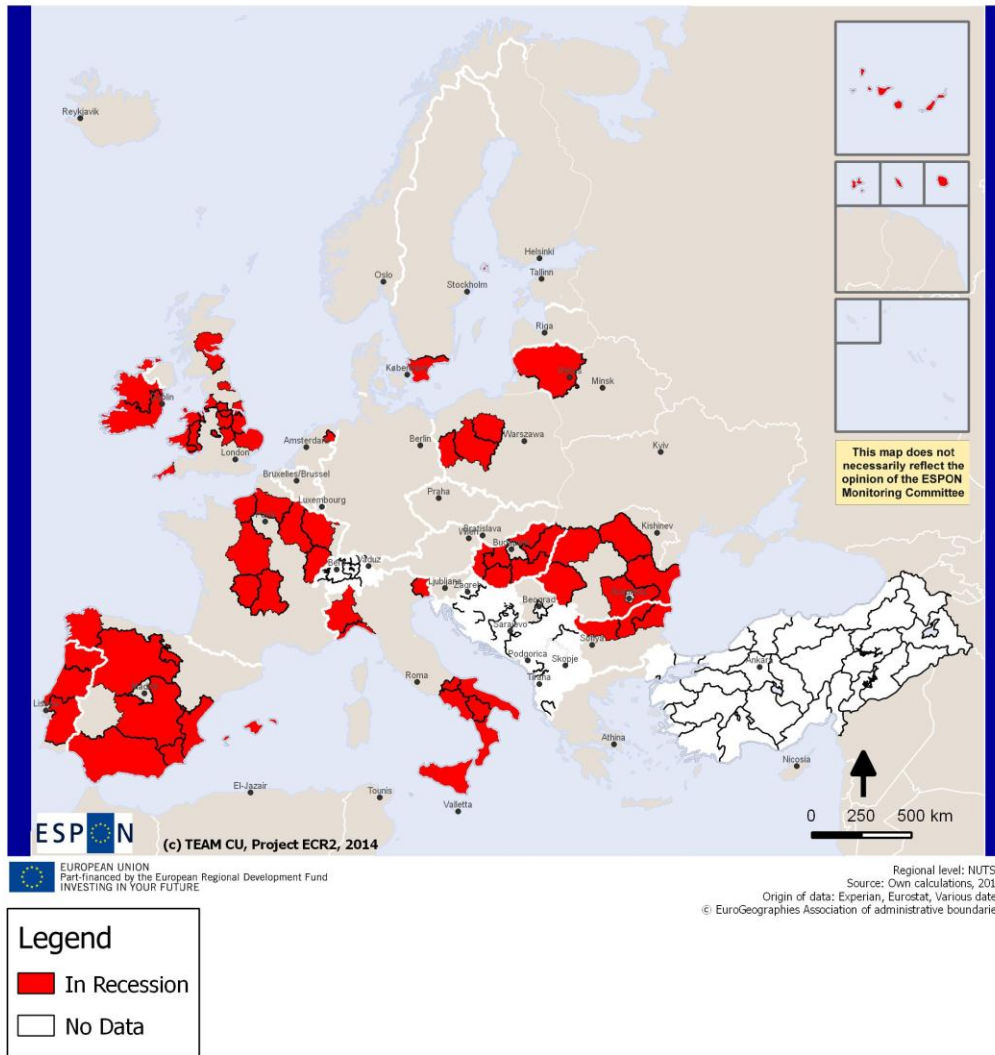 Reykjavik
Helsinki
Tallinn
Oslo
Stockholm
Riga
Minsk
London
Amsterdam
Berlin
Warszawa
Kyiv
Bruxelles/Brussel
Luxembourg
Praha
This map does not
necessarily reflect the
opinion of the ESPON
Monitoring Committee
Kishinev
Bratislava
Vaduz
Ljubljana
Zagreb
Beograd
Sarajevo
Podgorica
Skopje
Sofiya
Ankara
Roma
Tirana
Athina
Nicosia
El-Jazair
Tounis
Valletta
0 250 500 km
ESPON
(c) TEAM CU, Project ECR2, 2014
EUROPEAN UNION
Part-financed by the European Regional Development Fund
INVESTING IN YOUR FUTURE
Regional level: NUTS
Source: Own calculations, 201
Origin of data: Experian, Eurostat, Various date
© EuroGeographies Association of administrative boundarie
Legend
In Recession
No Data